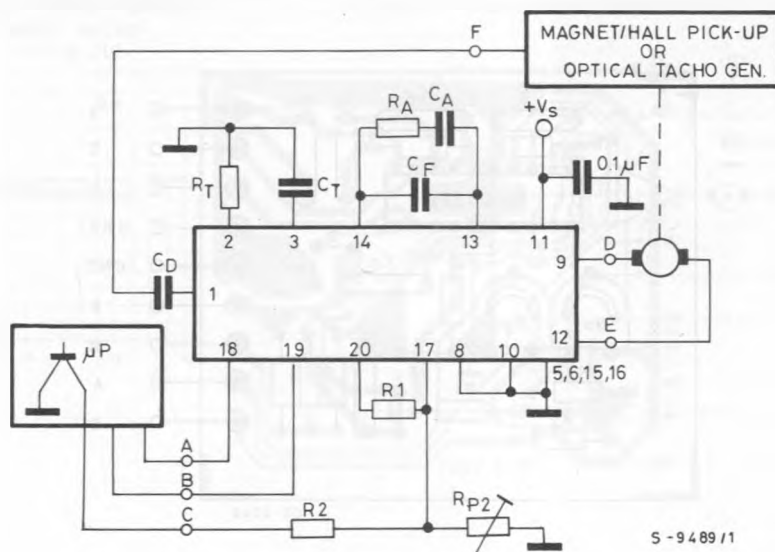 F
MAGNET/HALL PICK-UP
OR
OPTICAL TACHO GEN.
RA
CA
+VS
CF
0.1µF
RT
CT
2
3
14
13
11
CD
1
9
D
12
E
µP
18
19
20
17
8
10
5,6,15,16
R1
A
B
C
R2
RP2
S-9489/1